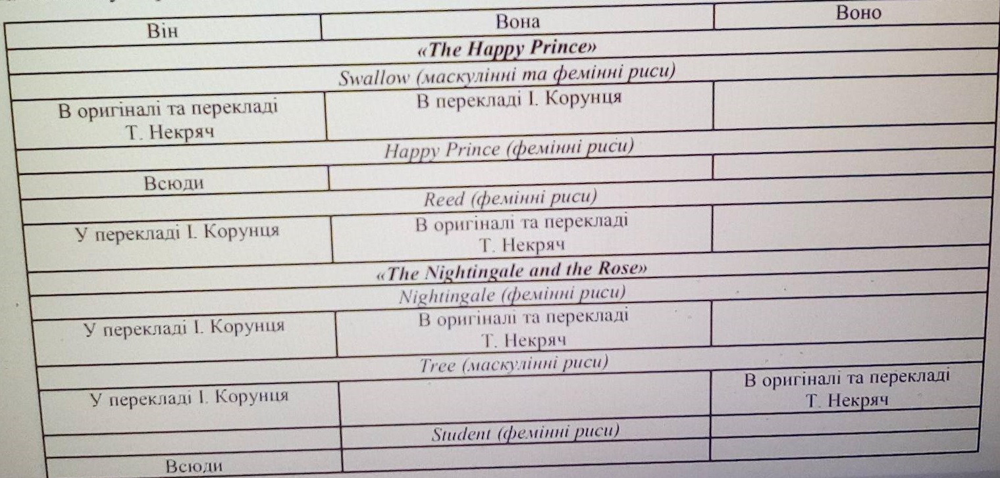 Він Вона Воно
«The Happy Prince»
Swallow (маскулінні та фемінні риси)
В оригіналі та перекладі
Т. Некряч
В перекладі І. Корунця
Happy Prince (фемінні риси)
Всюди
Reed (фемінні риси)
У перекладі І. Корунця
В оригіналі та перекладі
Т. Некряч
«The Nightingale and the Rose»
Nightingale (фемінні риси)
У перекладі І. Корунця
В оригіналі та перекладі
Т. Некряч
Tree (маскулінні риси)
У перекладі І. Корунця
В оригіналі та перекладі
Т. Некряч
Student (фемінні риси)
Всюди